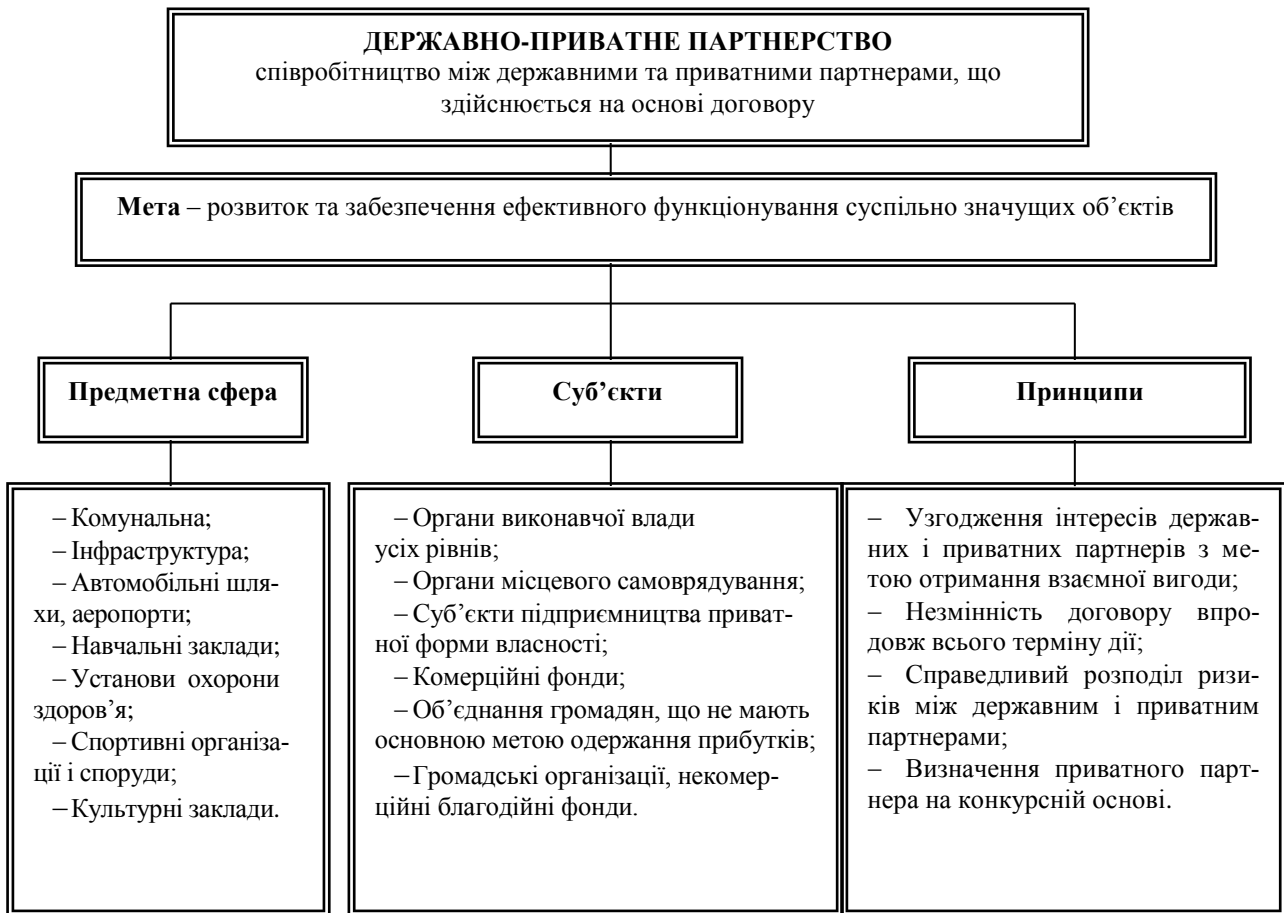 ДЕРЖАВНО-ПРИВАТНЕ ПАРТНЕРСТВО
співробітництво між державними та приватними партнерами, що
здійснюється на основі договору
Мета – розвиток та забезпечення ефективного функціонування суспільно значущих об’єктів
Предметна сфера
Суб’єкти
Принципи
– Комунальна;
– Інфраструктура;
– Автомобільні шля-
хи, аеропорти;
– Навчальні заклади;
– Установи охорони
здоров’я;
– Спортивні організа-
ції і споруди;
– Культурні заклади.
– Органи виконавчої влади
усіх рівнів;
– Органи місцевого самоврядування;
– Суб’єкти підприємництва приват-
ної форми власності;
– Комерційні фонди;
– Об’єднання громадян, що не мають
основною метою одержання прибутків;
– Громадські організації, некомер-
ційні благодійні фонди.
– Узгодження інтересів держав-
них і приватних партнерів з ме-
тою отримання взаємної вигоди;
– Незмінність договору впро-
довж всього терміну дії;
– Справедливий розподіл ризи-
ків між державним і приватним
партнерами;
– Визначення приватного парт-
нера на конкурсній основі.